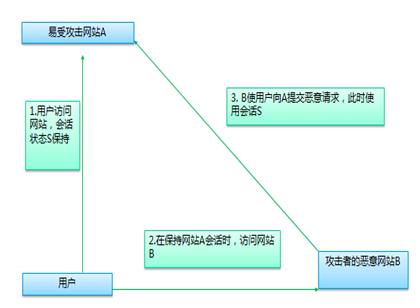 易受攻击网站A
1.用户访问
网站，会话
状态S保持
3. B使用户向A提交恶意请求，此时使
用会话S
2.在保持网站A会话时，访问网站
B
攻击者的恶意网站B
用户